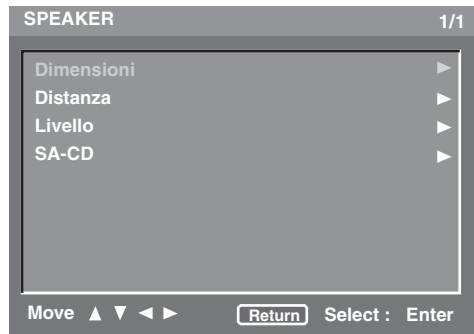 SPEAKER 1/1
Dimensioni ►
Distanza ►
Livello ►
SA-CD ►
Move ▲ ▼ ◄ ► Return Select : Enter